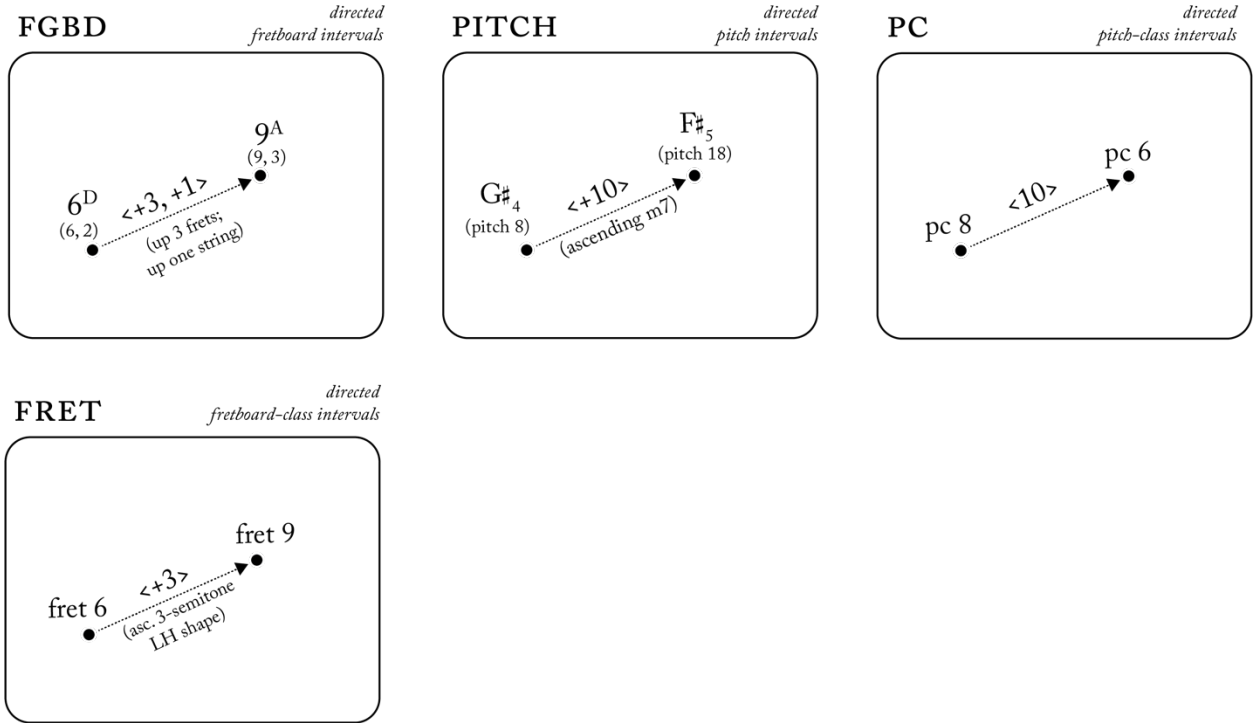 FGBD
directed
fretboard intervals
9A
(9, 3)
6D
(6, 2)
<+3, +1>
(up 3 frets;
up one string)
PITCH
directed
pitch intervals
F♯5
(pitch 18)
G♯4
(pitch 8)
<+10>
(ascending m7)
PC
directed
pitch-class intervals
pc 6
pc 8
<10>
FRET
directed
fretboard-class intervals
fret 9
fret 6
<+3>
(asc. 3-semitone
LH shape)